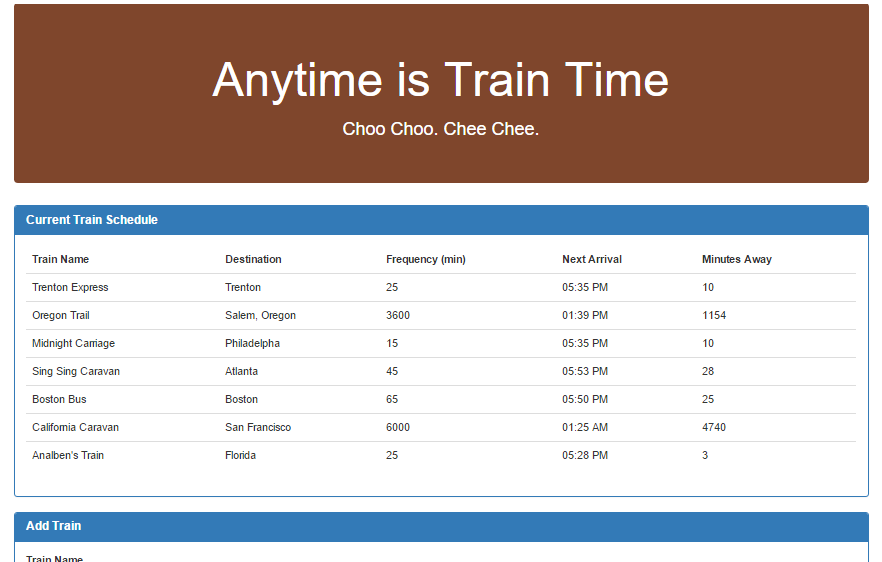 Anytime is Train Time
Choo Choo. Chee Chee.
Current Train Schedule
Train Name Destination Frequency (min) Next Arrival Minutes Away
Trenton Express Trenton 25 05:35 PM 10
Oregon Trail Salem, Oregon 3600 01:39 PM 1154
Midnight Carriage Philadelpha 15 05:35 PM 10
Sing Sing Caravan Atlanta 45 05:53 PM 28
Boston Bus Boston 65 05:50 PM 25
California Caravan San Francisco 6000 01:25 AM 4740
Analben's Train Florida 25 05:28 PM 3
Add Train
Train Name